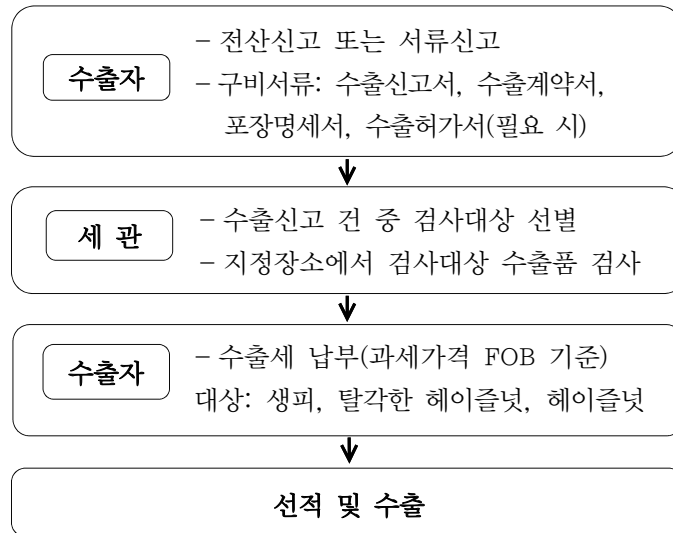 수출자
– 전산신고 또는 서류신고
– 구비서류: 수출신고서, 수출계약서,
포장명세서, 수출허가서(필요 시)
세 관
– 수출신고 건 중 검사대상 선별
– 지정장소에서 검사대상 수출품 검사
수출자
– 수출세 납부(과세가격 FOB 기준)
대상: 생피, 탈각한 헤이즐넛, 헤이즐넛
선적 및 수출